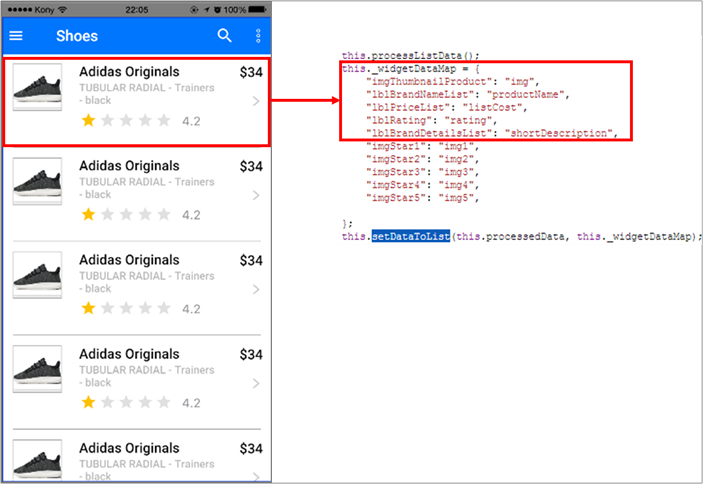 ●●●●● Kony 22:05 100%
Shoes
Adidas Originals $34
TUBULAR RADIAL - Trainers
- black
4.2
Adidas Originals $34
TUBULAR RADIAL - Trainers
- black
4.2
Adidas Originals $34
TUBULAR RADIAL - Trainers
- black
4.2
Adidas Originals $34
TUBULAR RADIAL - Trainers
- black
4.2
Adidas Originals $34
TUBULAR RADIAL - Trainers
- black
this.processListData();
this._widgetDataMap = {
"imgThumbnailProduct": "img",
"lblBrandNameList": "productName",
"lblPriceList": "listCost",
"lblRating": "rating",
"lblBrandDetailsList": "shortDescription",
"imgStar1": "img1",
"imgStar2": "img2",
"imgStar3": "img3",
"imgStar4": "img4",
"imgStar5": "img5",
};
this.setDataToList(this.processedData, this._widgetDataMap);